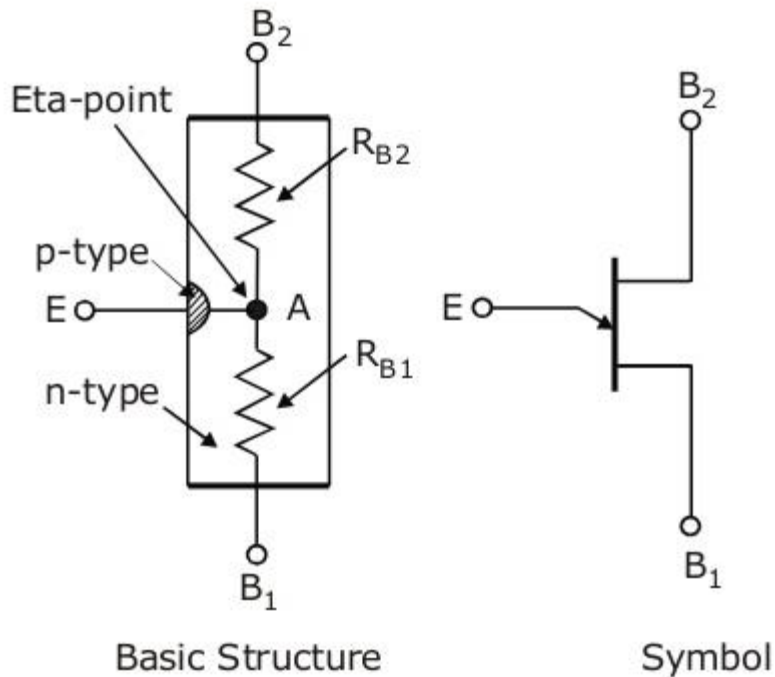 B2
Eta-point
RB2
p-type
E
A
RB1
n-type
B1
Basic Structure
B2
E
B1
Symbol